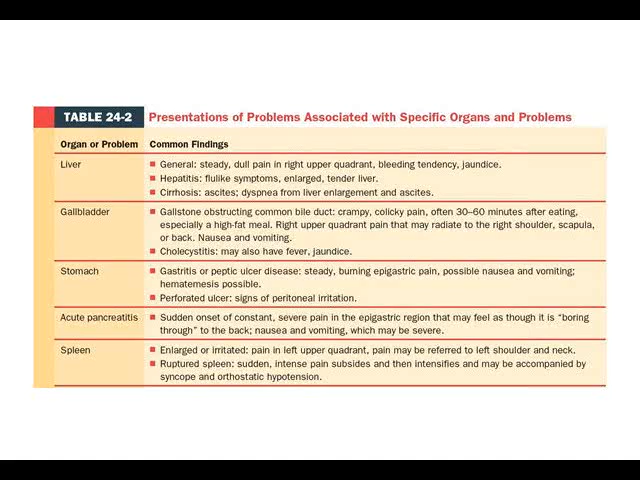 TABLE 24-2 Presentations of Problems Associated with Specific Organs and Problems
Organ or Problem Common Findings
Liver
■ General: steady, dull pain in right upper quadrant, bleeding tendency, jaundice.
■ Hepatitis: flulike symptoms, enlarged, tender liver.
■ Cirrhosis: ascites; dyspnea from liver enlargement and ascites.
Gallbladder
■ Gallstone obstructing common bile duct: crampy, colicky pain, often 30–60 minutes after eating,
especially a high-fat meal. Right upper quadrant pain that may radiate to the right shoulder, scapula,
or back. Nausea and vomiting.
■ Cholecystitis: may also have fever, jaundice.
Stomach
■ Gastritis or peptic ulcer disease: steady, burning epigastric pain, possible nausea and vomiting;
hematemesis possible.
■ Perforated ulcer: signs of peritoneal irritation.
Acute pancreatitis
■ Sudden onset of constant, severe pain in the epigastric region that may feel as though it is “boring
through” to the back; nausea and vomiting, which may be severe.
Spleen
■ Enlarged or irritated: pain in left upper quadrant, pain may be referred to left shoulder and neck.
■ Ruptured spleen: sudden, intense pain subsides and then intensifies and may be accompanied by
syncope and orthostatic hypotension.